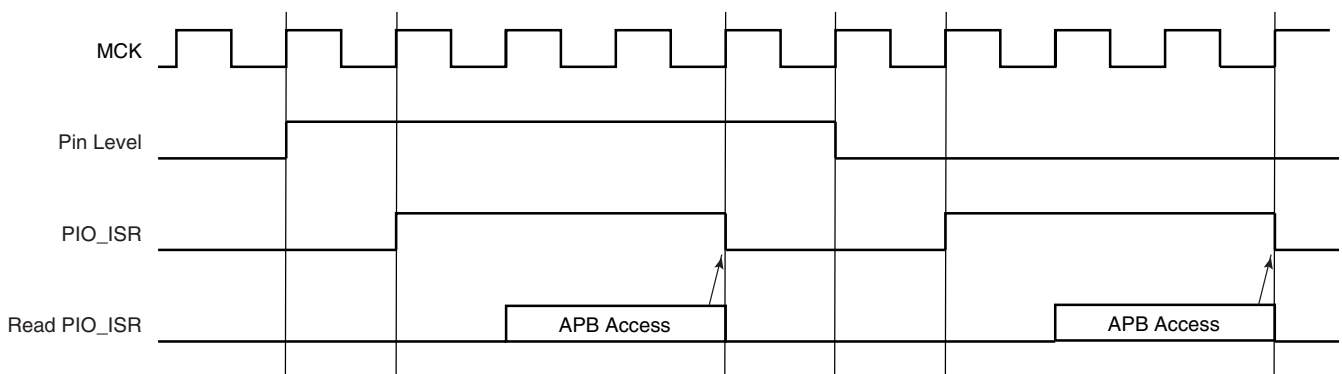 MCK
Pin Level
PIO_ISR
Read PIO_ISR
APB Access
APB Access